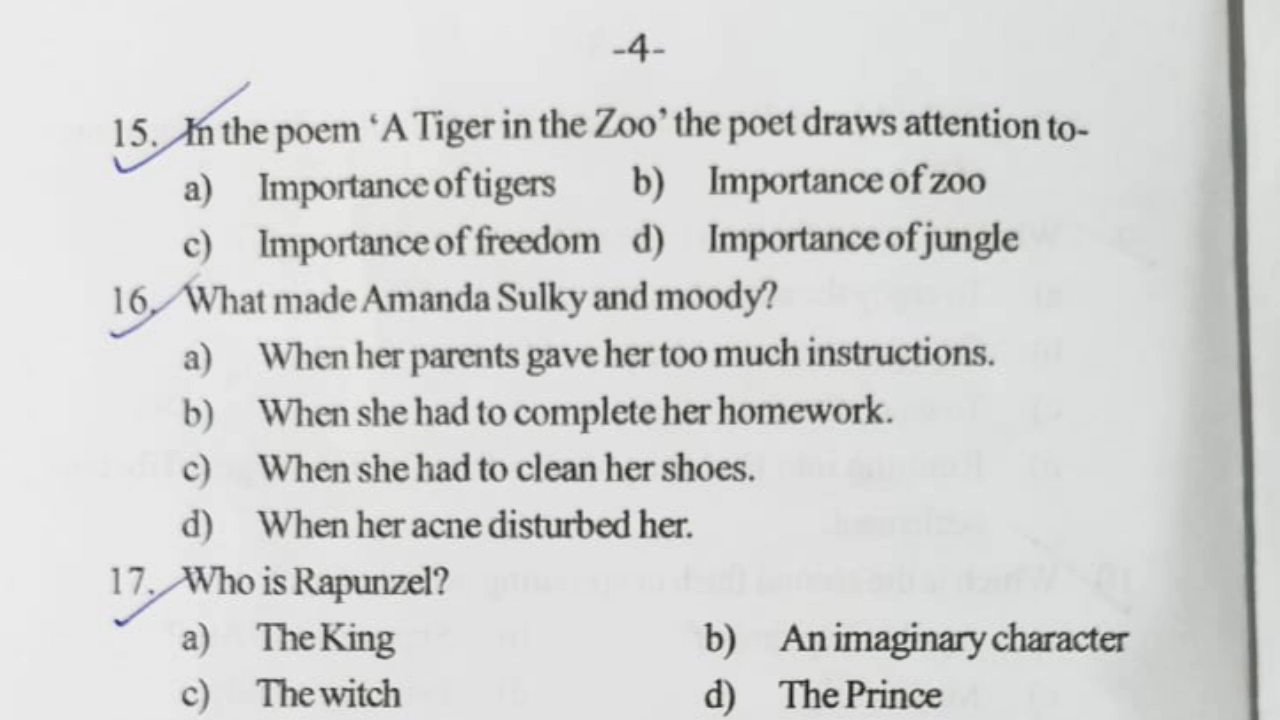 -4-
15. In the poem ‘A Tiger in the Zoo’ the poet draws attention to-
a) Importance of tigers b) Importance of zoo
c) Importance of freedom d) Importance of jungle
16. What made Amanda Sulky and moody?
a) When her parents gave her too much instructions.
b) When she had to complete her homework.
c) When she had to clean her shoes.
d) When her acne disturbed her.
17. Who is Rapunzel?
a) The King b) An imaginary character
c) The witch d) The Prince